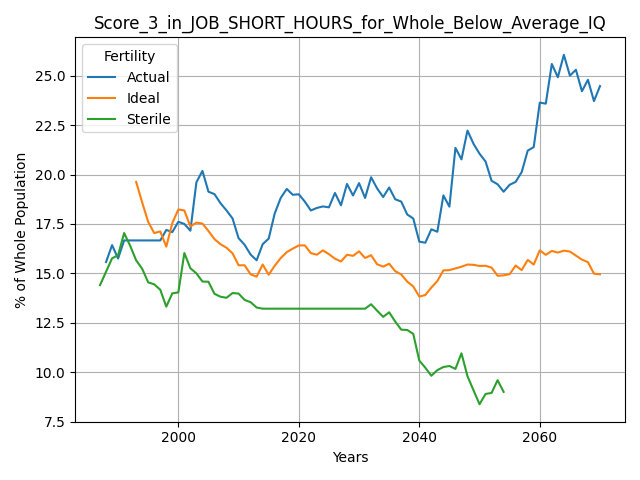 Score_3_in_JOB_SHORT_HOURS_for_Whole_Below_Average_IQ
Fertility
Actual
Ideal
Sterile
% of Whole Population
25.0
22.5
20.0
17.5
15.0
12.5
10.0
7.5
2000 2020 2040 2060
Years